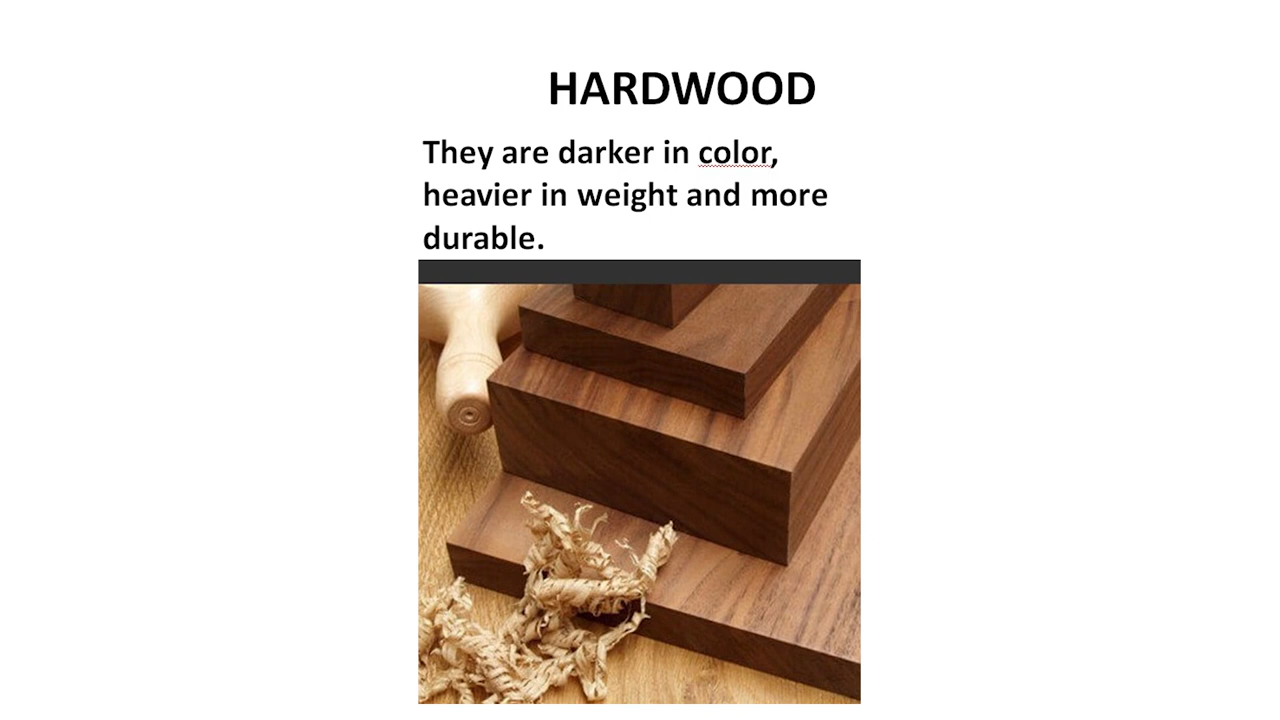 HARDWOOD
They are darker in color,
heavier in weight and more
durable.